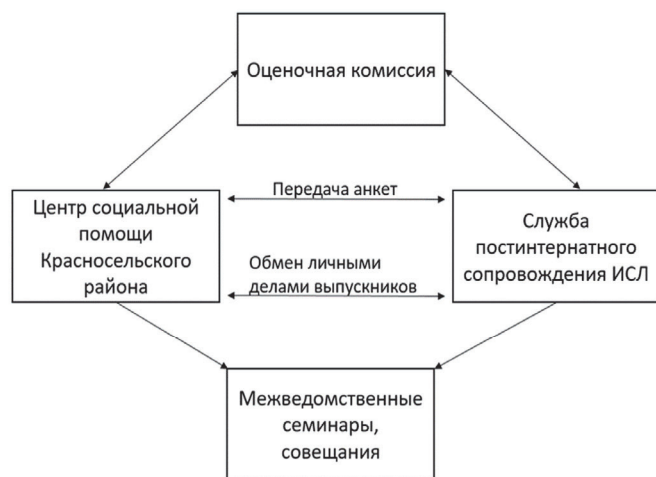 Оценочная комиссия
Передача анкет
Центр социальной
помощи
Красносельского
района
Служба
постинтернатного
сопровождения ИСЛ
Обмен личными
делами выпускников
Межведомственные
семинары,
совещания